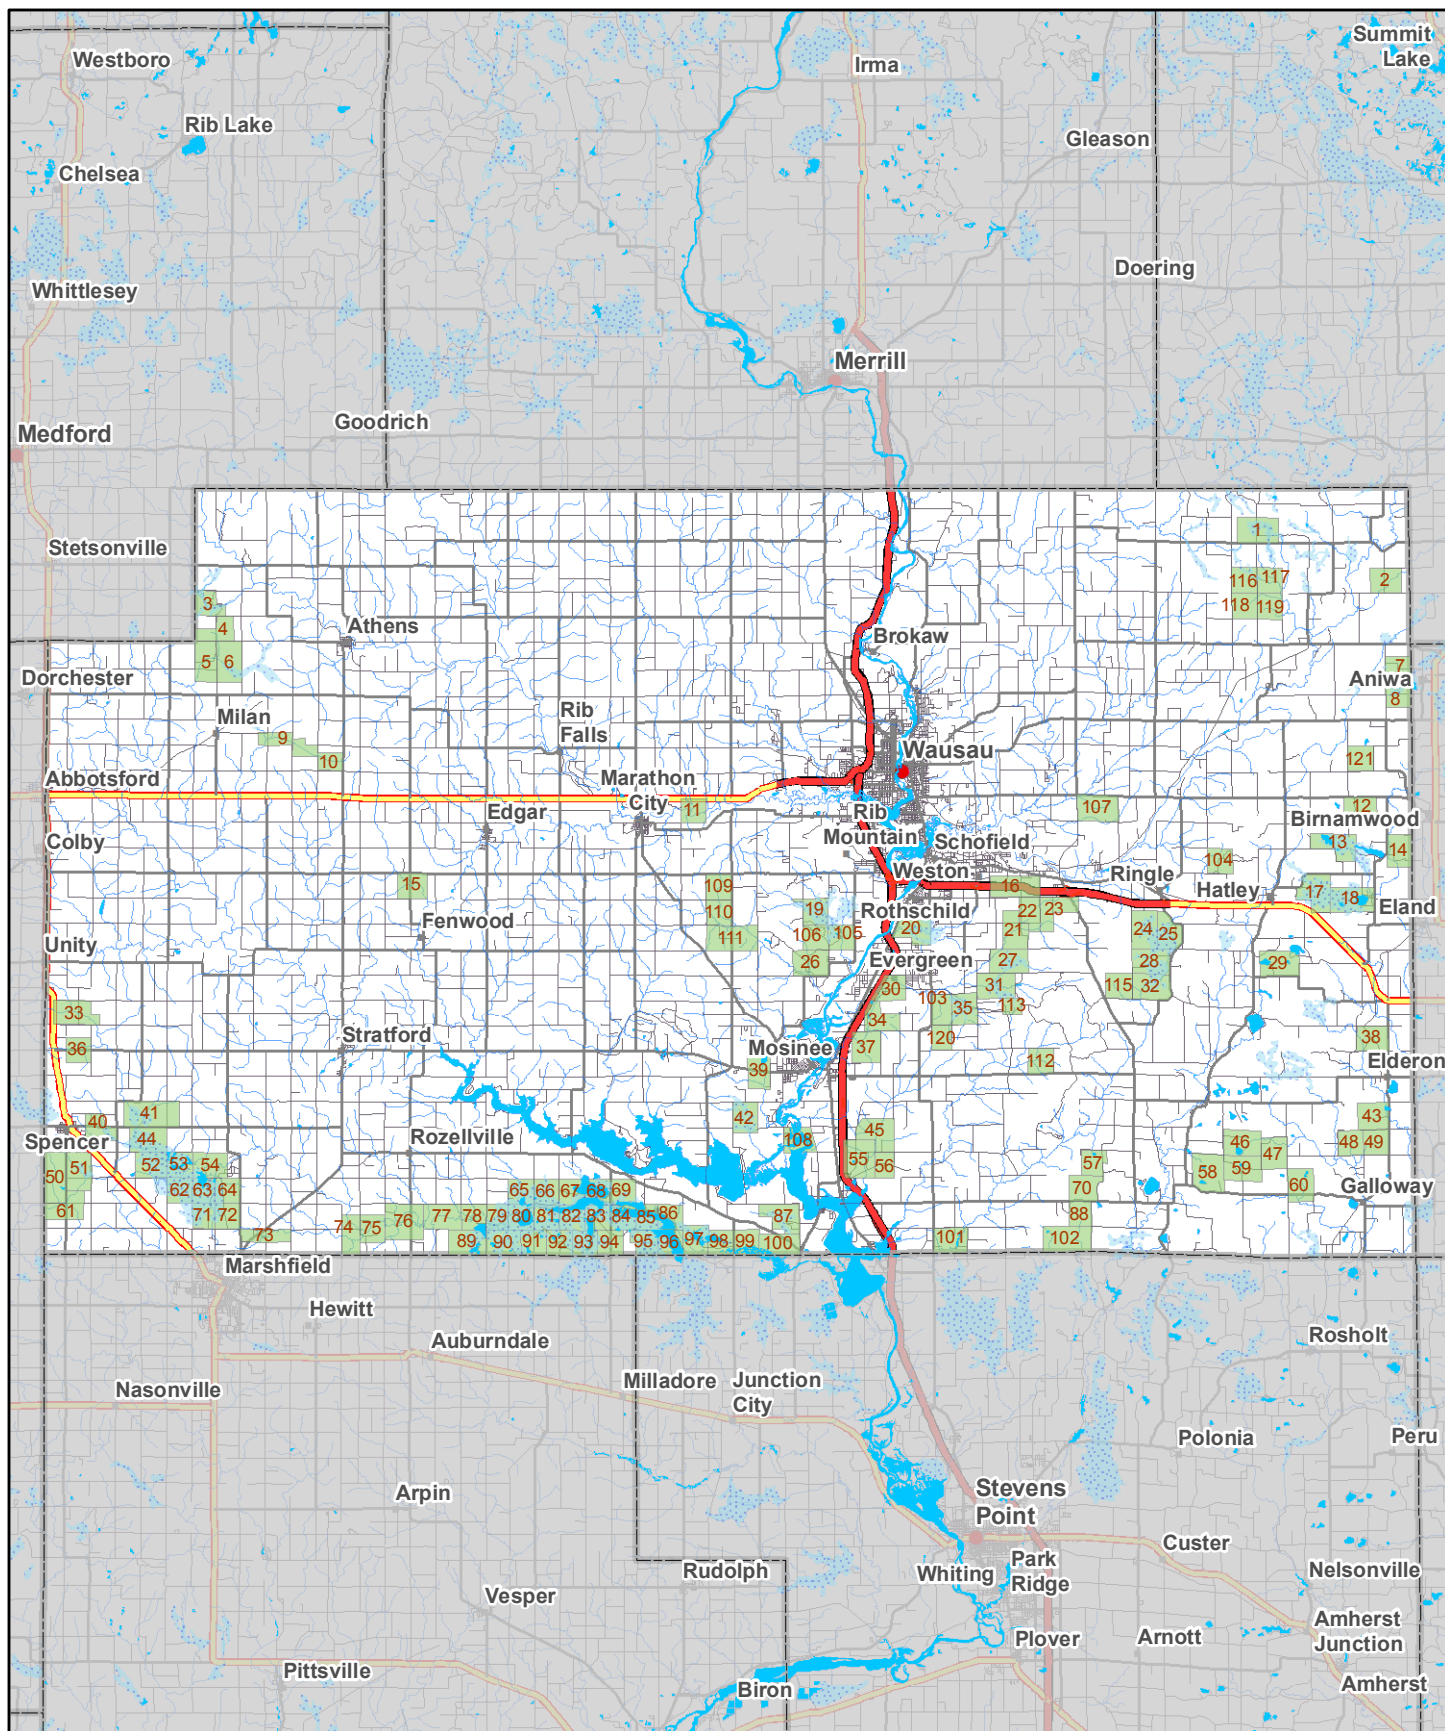 Summit
Lake
Westboro
Irma
Rib Lake
Gleason
Chelsea
Doering
Whittlesey
Merrill
Goodrich
Medford
Stetsonville
1
116 117
2
118 119
3
4
Athens
Brokaw
5 6
7
Dorchester
Aniwa
8
Milan
Rib
Falls
9
10
Wausau
121
Abbotsford
Marathon
City
11
107
12
Edgar
Rib
Mountain
Birnamwood
Colby
Schofield
13
14
104
Weston
Ringle
15
109
16
Hatley
17 18
110
19
Rothschild
22 23
Eland
Fenwood
106 105
20
21
24 25
111
Unity
26
Evergreen
27
28
29
30
31
115 32
33
103 35 113
34
36
Stratford
Mosinee
37
120
38
39
112
Elderon
40 41
42
108
43
Spencer
44
Rozellville
45
46 47
48 49
50 51
52 53 54
55 56
57
58 59
60
62 63 64
65 66 67 68 69
70
61
71 72
Galloway
73
74 75 76 77 78 79 80 81 82 83 84 85 86
87
88
89 90 91 92 93 94 95 96 97 98 99 100
101
102
Marshfield
Hewitt
Auburndale
Rosholt
Nasonville
Milladore
Junction
City
Polonia
Peru
Arpin
Stevens
Point
Custer
Rudolph
Whiting
Park
Ridge
Nelsonville
Vesper
Plover
Arnott
Amherst
Junction
Pittsville
Biron
Amherst